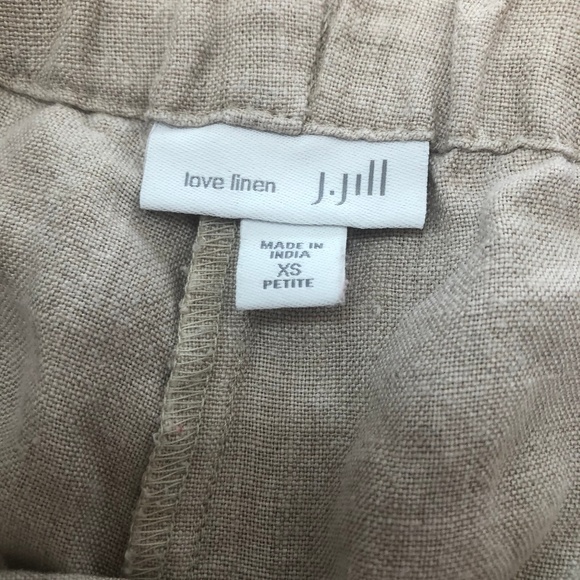 love linen J.Jill
MADE IN
INDIA
XS
PETITE